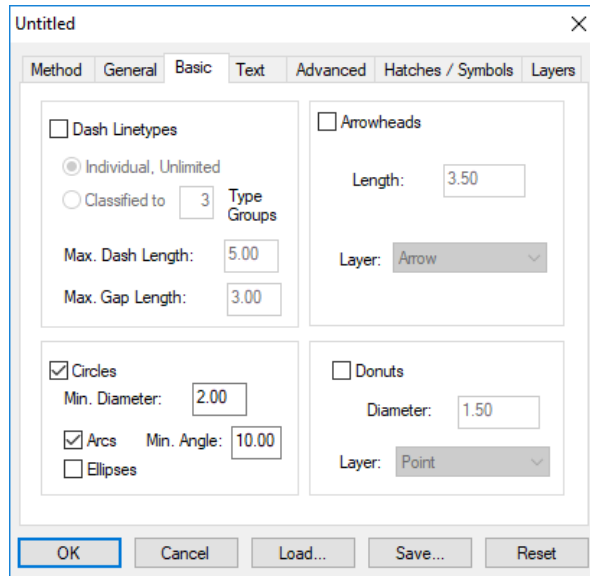 Untitled
Method General Basic Text Advanced Hatches / Symbols Layers
Dash Linetypes
Individual, Unlimited
Classified to 3 Type Groups
Max. Dash Length: 5.00
Max. Gap Length: 3.00
Arrowheads
Length: 3.50
Layer: Arrow
Circles
Min. Diameter: 2.00
Arcs Min. Angle: 10.00
Ellipses
Donuts
Diameter: 1.50
Layer: Point
OK Cancel Load... Save... Reset